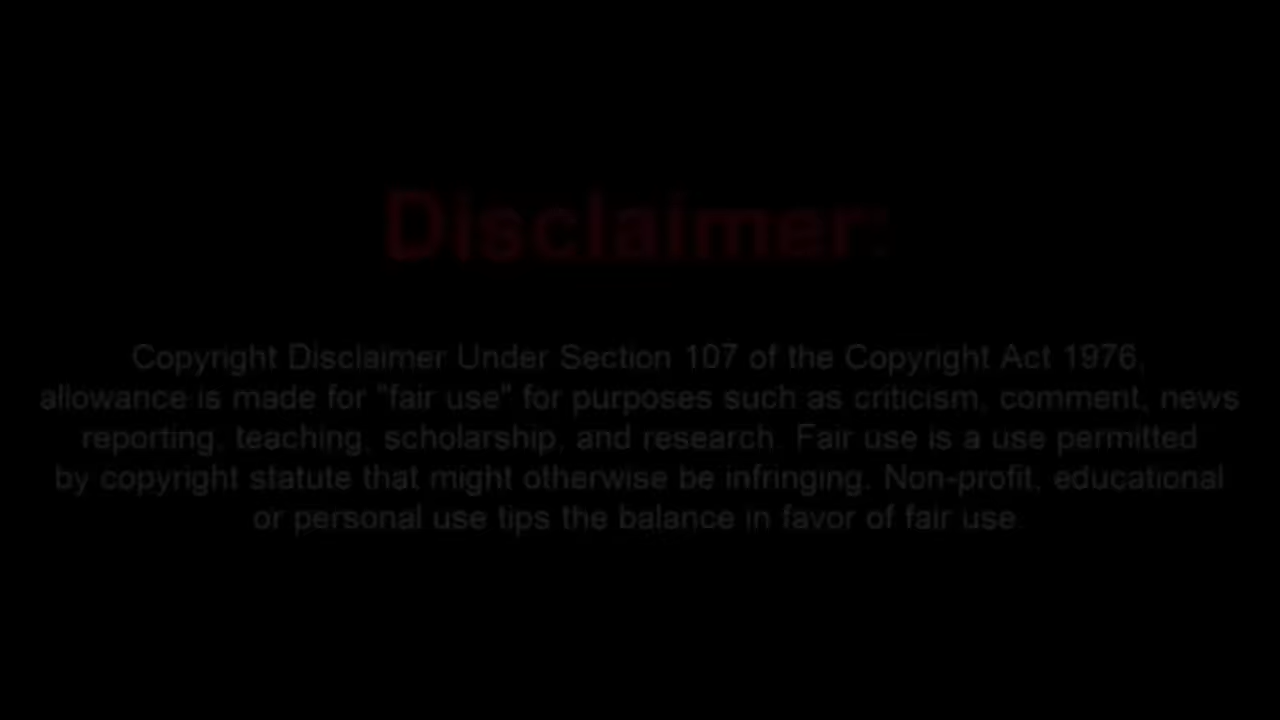 Disclaimer:
Copyright Disclaimer Under Section 107 of the Copyright Act 1976,
allowance is made for "fair use" for purposes such as criticism, comment, news
reporting, teaching, scholarship, and research. Fair use is a use permitted
by copyright statute that might otherwise be infringing. Non-profit, educational
or personal use tips the balance in favor of fair use.